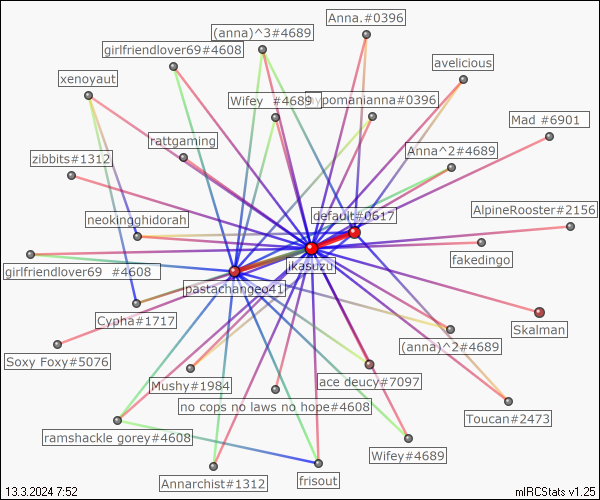 Anna.#0396
(anna)^3#4689
girlfriendlover69#4608
avelicious
xenoyaut
Wifey #4689
ypomanianna#0396
Mad #6901
rattgaming
Anna^2#4689
zibbits#1312
neokingghidorah
default#0617
AlpineRooster#2156
fakedingo
girlfriendlover69 #4608
jkasuzu
pastachangeo41
Cypha#1717
Skalman
(anna)^2#4689
Soxy Foxy#5076
Mushy#1984
ace deucy#7097
no cops no laws no hope#4608
Toucan#2473
ramshackle gorey#4608
Wifey#4689
Annarchist#1312
frisout
13.3.2024 7:52
mIRCStats v1.25